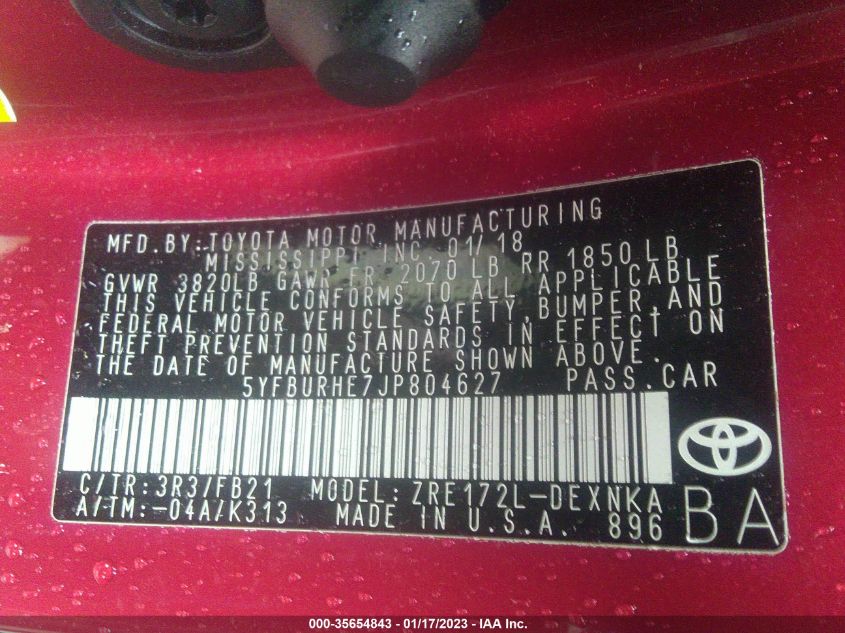 MFD. BY: TOYOTA MOTOR MANUFACTURING
MISSISSIPPI INC. 01/18
GVWR 3820LB GAWR FR 2070 LB RR 1850 LB
THIS VEHICLE CONFORMS TO ALL APPLICABLE
FEDERAL MOTOR VEHICLE SAFETY, BUMPER, AND
THEFT PREVENTION STANDARDS IN EFFECT ON
THE DATE OF MANUFACTURE SHOWN ABOVE.
5YFBURHE7JP804627 PASS. CAR
C/TR: 3R3/FB21 MODEL: ZRE172L-DEXNKA
A/TM: -04A/K313 MADE IN U.S.A. 896 BA
000-35654843 - 01/17/2023 - IAA Inc.